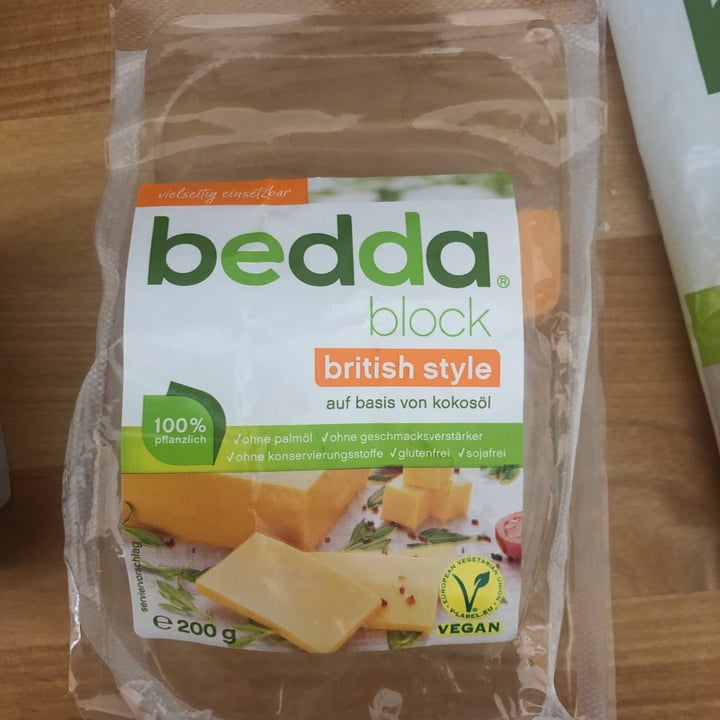 vielseitig einsetzbar
bedda®
block
british style
auf basis von kokosöl
100%
pflanzlich
✓ohne palmöl ✓ohne geschmacksverstärker
✓ohne konservierungsstoffe ✓glutenfrei ✓sojafrei
serviervorschlag
℮ 200 g
EUROPEAN VEGETARIAN UNION
V-LABEL.EU
VEGAN